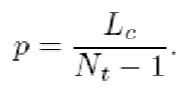 p = \frac{L_c}{N_t - 1}.